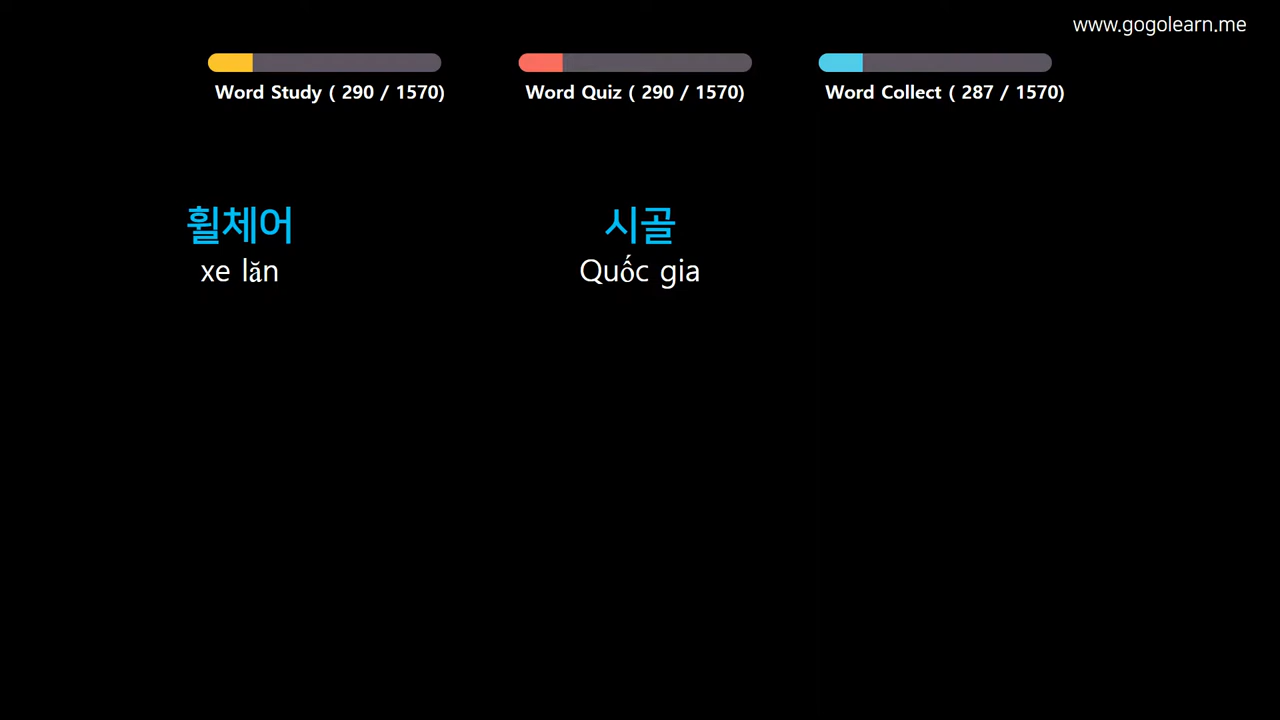 www.gogolearn.me
Word Study ( 290 / 1570)
Word Quiz ( 290 / 1570)
Word Collect ( 287 / 1570)
휠체어
xe lăn
시골
Quốc gia